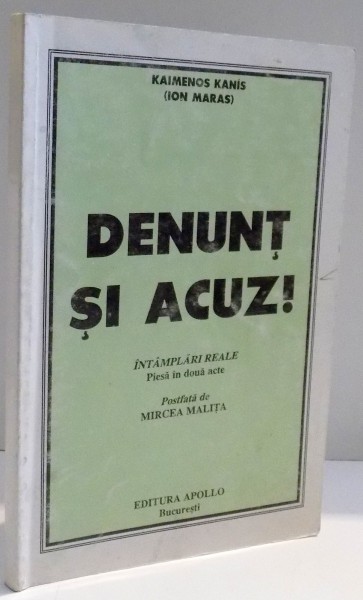 KAIMENOS KANIS
(ION MARAS)
DENUNȚ
ȘI ACUZ!
ÎNTÂMPLĂRI REALE
Piesă în două acte
Postfată de
MIRCEA MALIȚA
EDITURA APOLLO
București